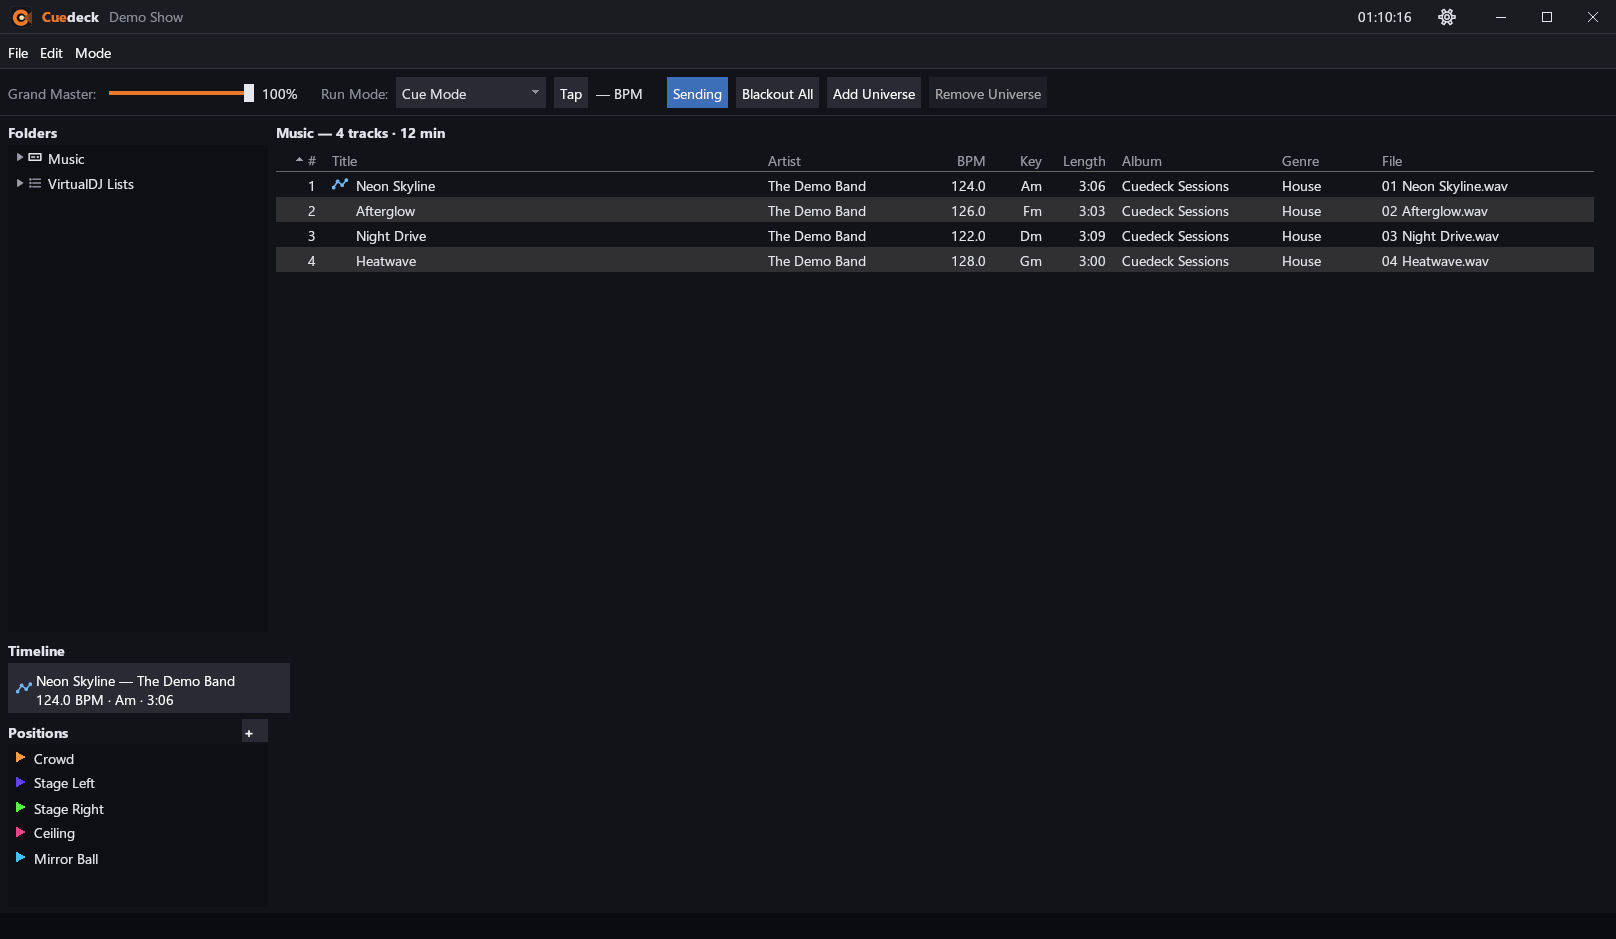 Cuedeck Demo Show 01:10:16
File Edit Mode
Grand Master: 100% Run Mode: Cue Mode Tap — BPM Sending Blackout All Add Universe Remove Universe
Folders
Music
VirtualDJ Lists
Music — 4 tracks · 12 min
# Title Artist BPM Key Length Album Genre File
1 Neon Skyline The Demo Band 124.0 Am 3:06 Cuedeck Sessions House 01 Neon Skyline.wav
2 Afterglow The Demo Band 126.0 Fm 3:03 Cuedeck Sessions House 02 Afterglow.wav
3 Night Drive The Demo Band 122.0 Dm 3:09 Cuedeck Sessions House 03 Night Drive.wav
4 Heatwave The Demo Band 128.0 Gm 3:00 Cuedeck Sessions House 04 Heatwave.wav
Timeline
Neon Skyline — The Demo Band
124.0 BPM · Am · 3:06
Positions +
Crowd
Stage Left
Stage Right
Ceiling
Mirror Ball